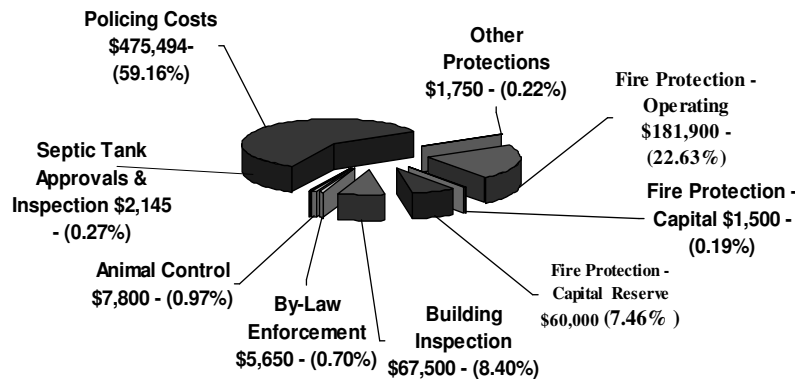 Policing Costs
$475,494-
(59.16%)
Other
Protections
$1,750 - (0.22%)
Fire Protection -
Operating
$181,900 -
(22.63%)
Septic Tank
Approvals &
Inspection $2,145
- (0.27%)
Fire Protection -
Capital $1,500 -
(0.19%)
Animal Control
$7,800 - (0.97%)
By-Law
Enforcement
$5,650 - (0.70%)
Building
Inspection
$67,500 - (8.40%)
Fire Protection -
Capital Reserve
$60,000 (7.46% )